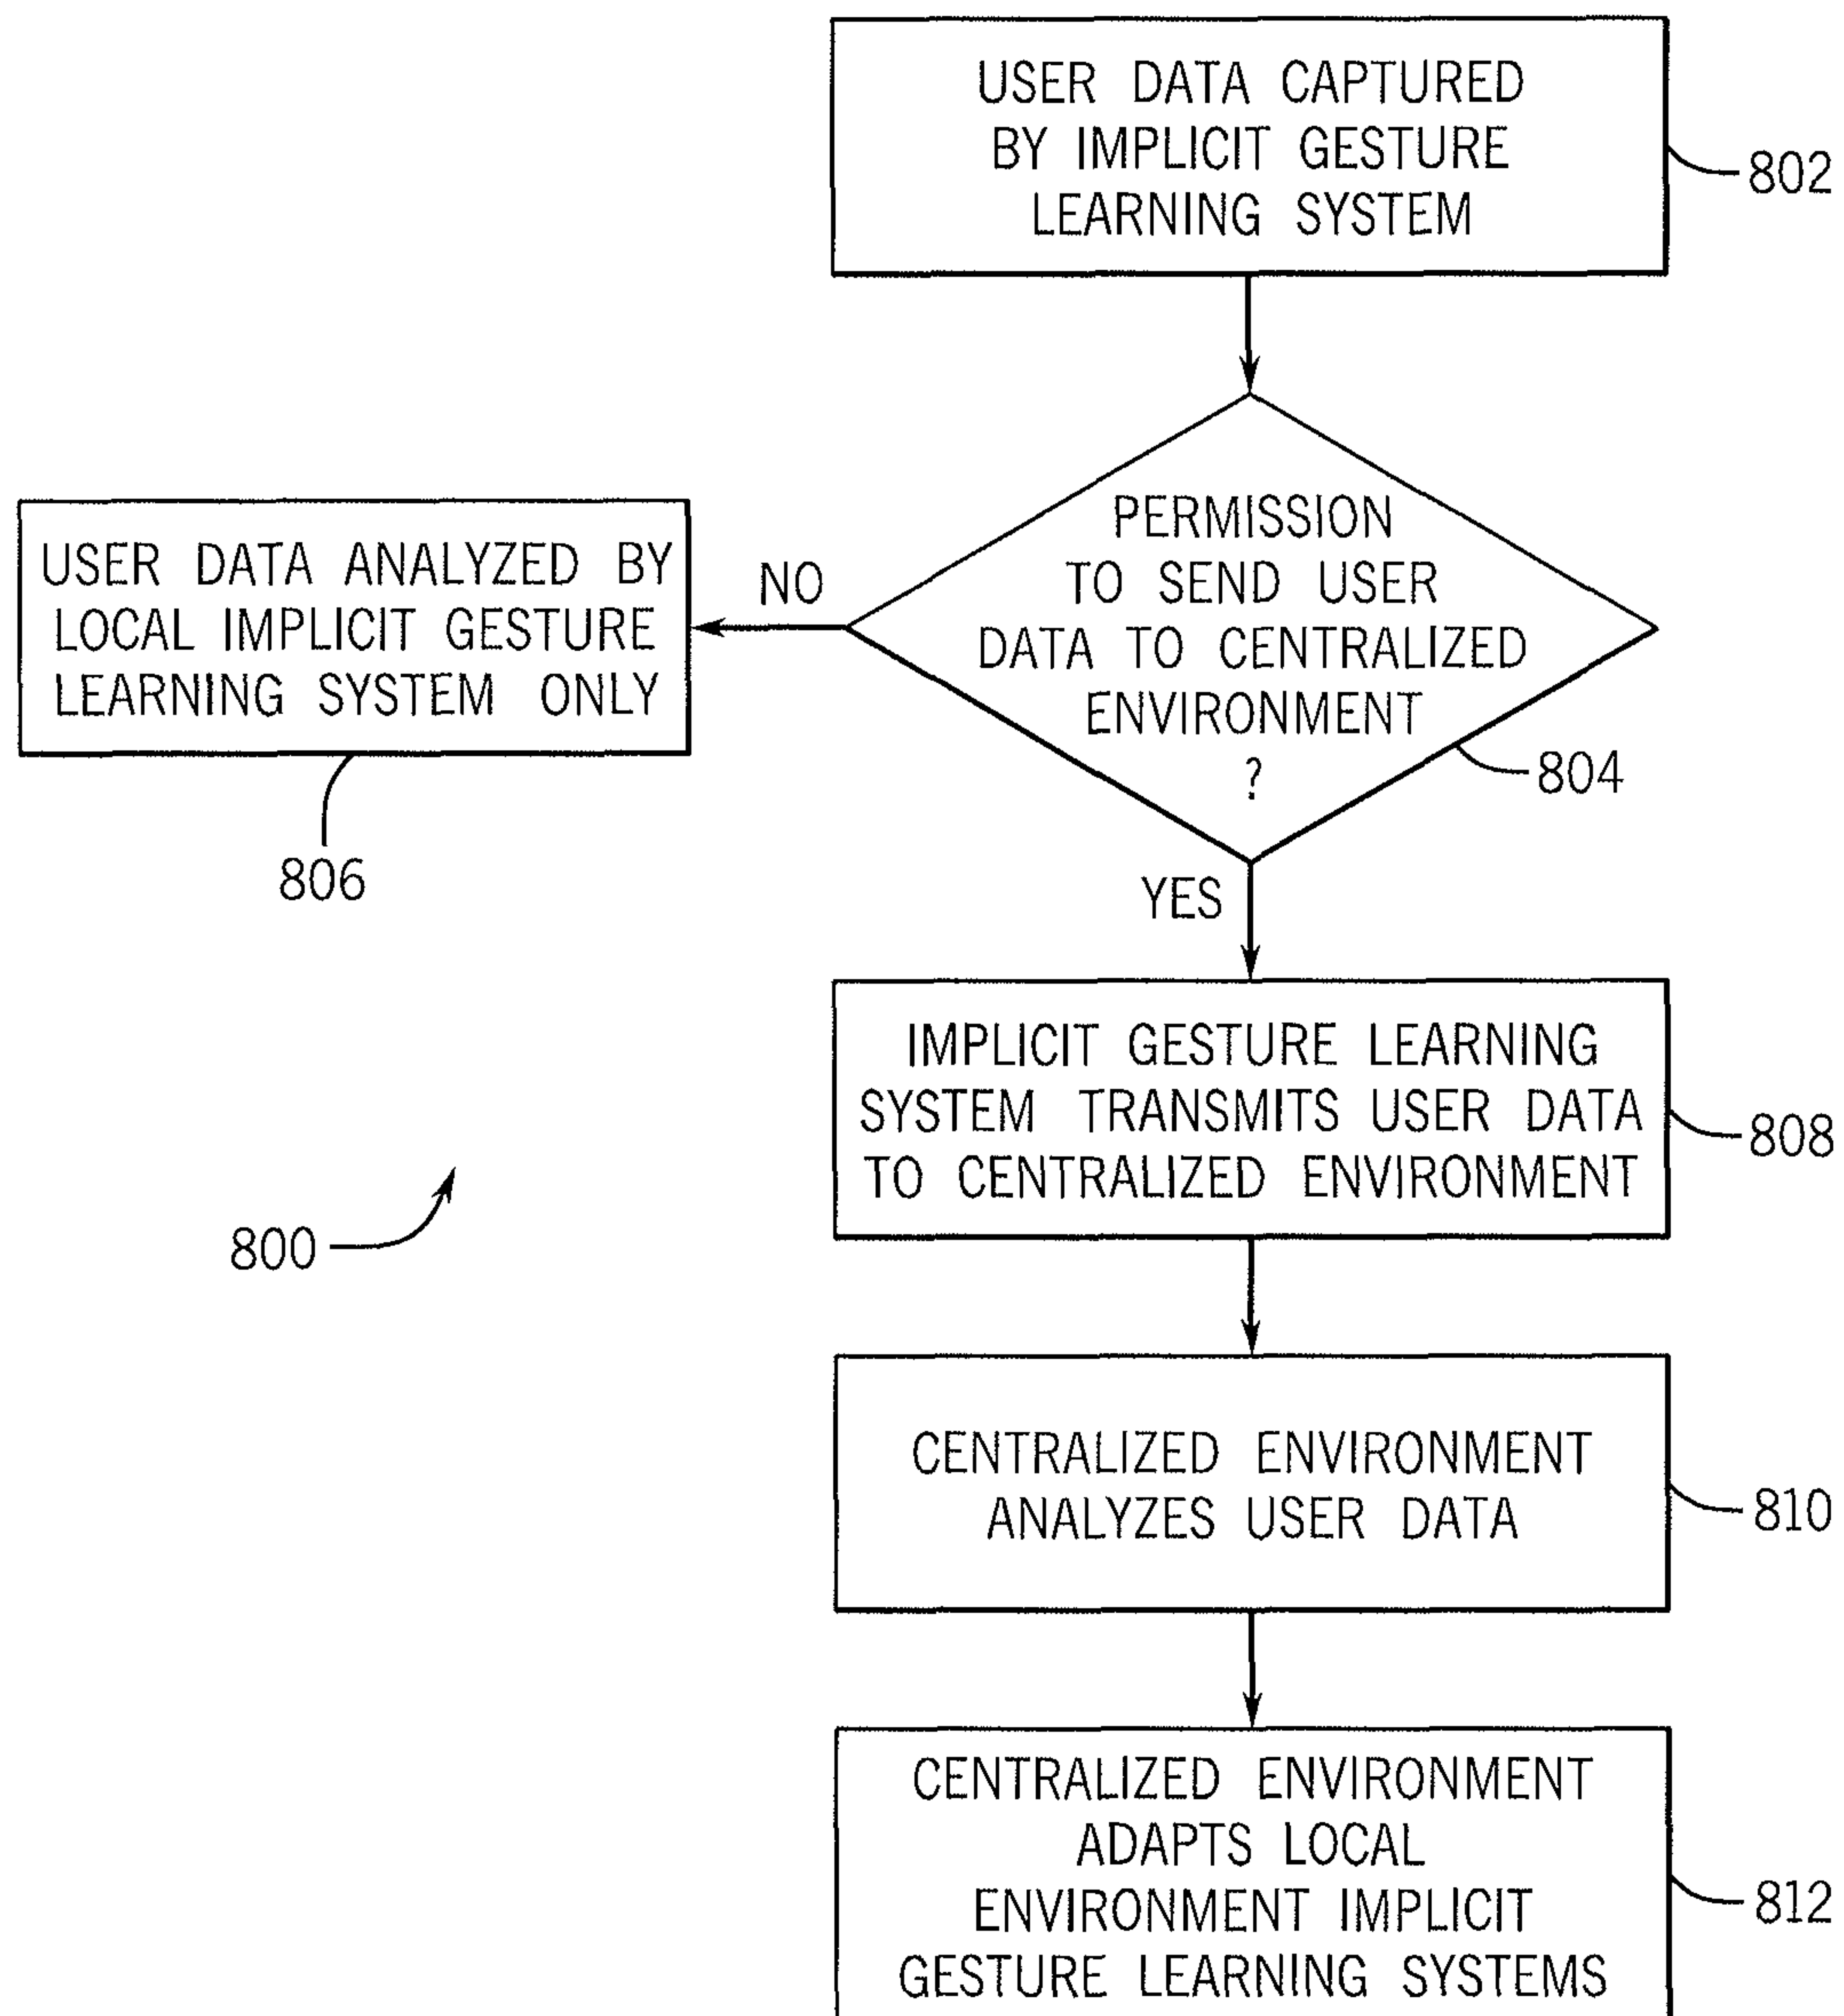 USER DATA CAPTURED
BY IMPLICIT GESTURE
LEARNING SYSTEM
802
PERMISSION
TO SEND USER
DATA TO CENTRALIZED
ENVIRONMENT
?
804
NO
USER DATA ANALYZED BY
LOCAL IMPLICIT GESTURE
LEARNING SYSTEM ONLY
806
YES
IMPLICIT GESTURE LEARNING
SYSTEM TRANSMITS USER DATA
TO CENTRALIZED ENVIRONMENT
808
800
CENTRALIZED ENVIRONMENT
ANALYZES USER DATA
810
CENTRALIZED ENVIRONMENT
ADAPTS LOCAL
ENVIRONMENT IMPLICIT
GESTURE LEARNING SYSTEMS
812